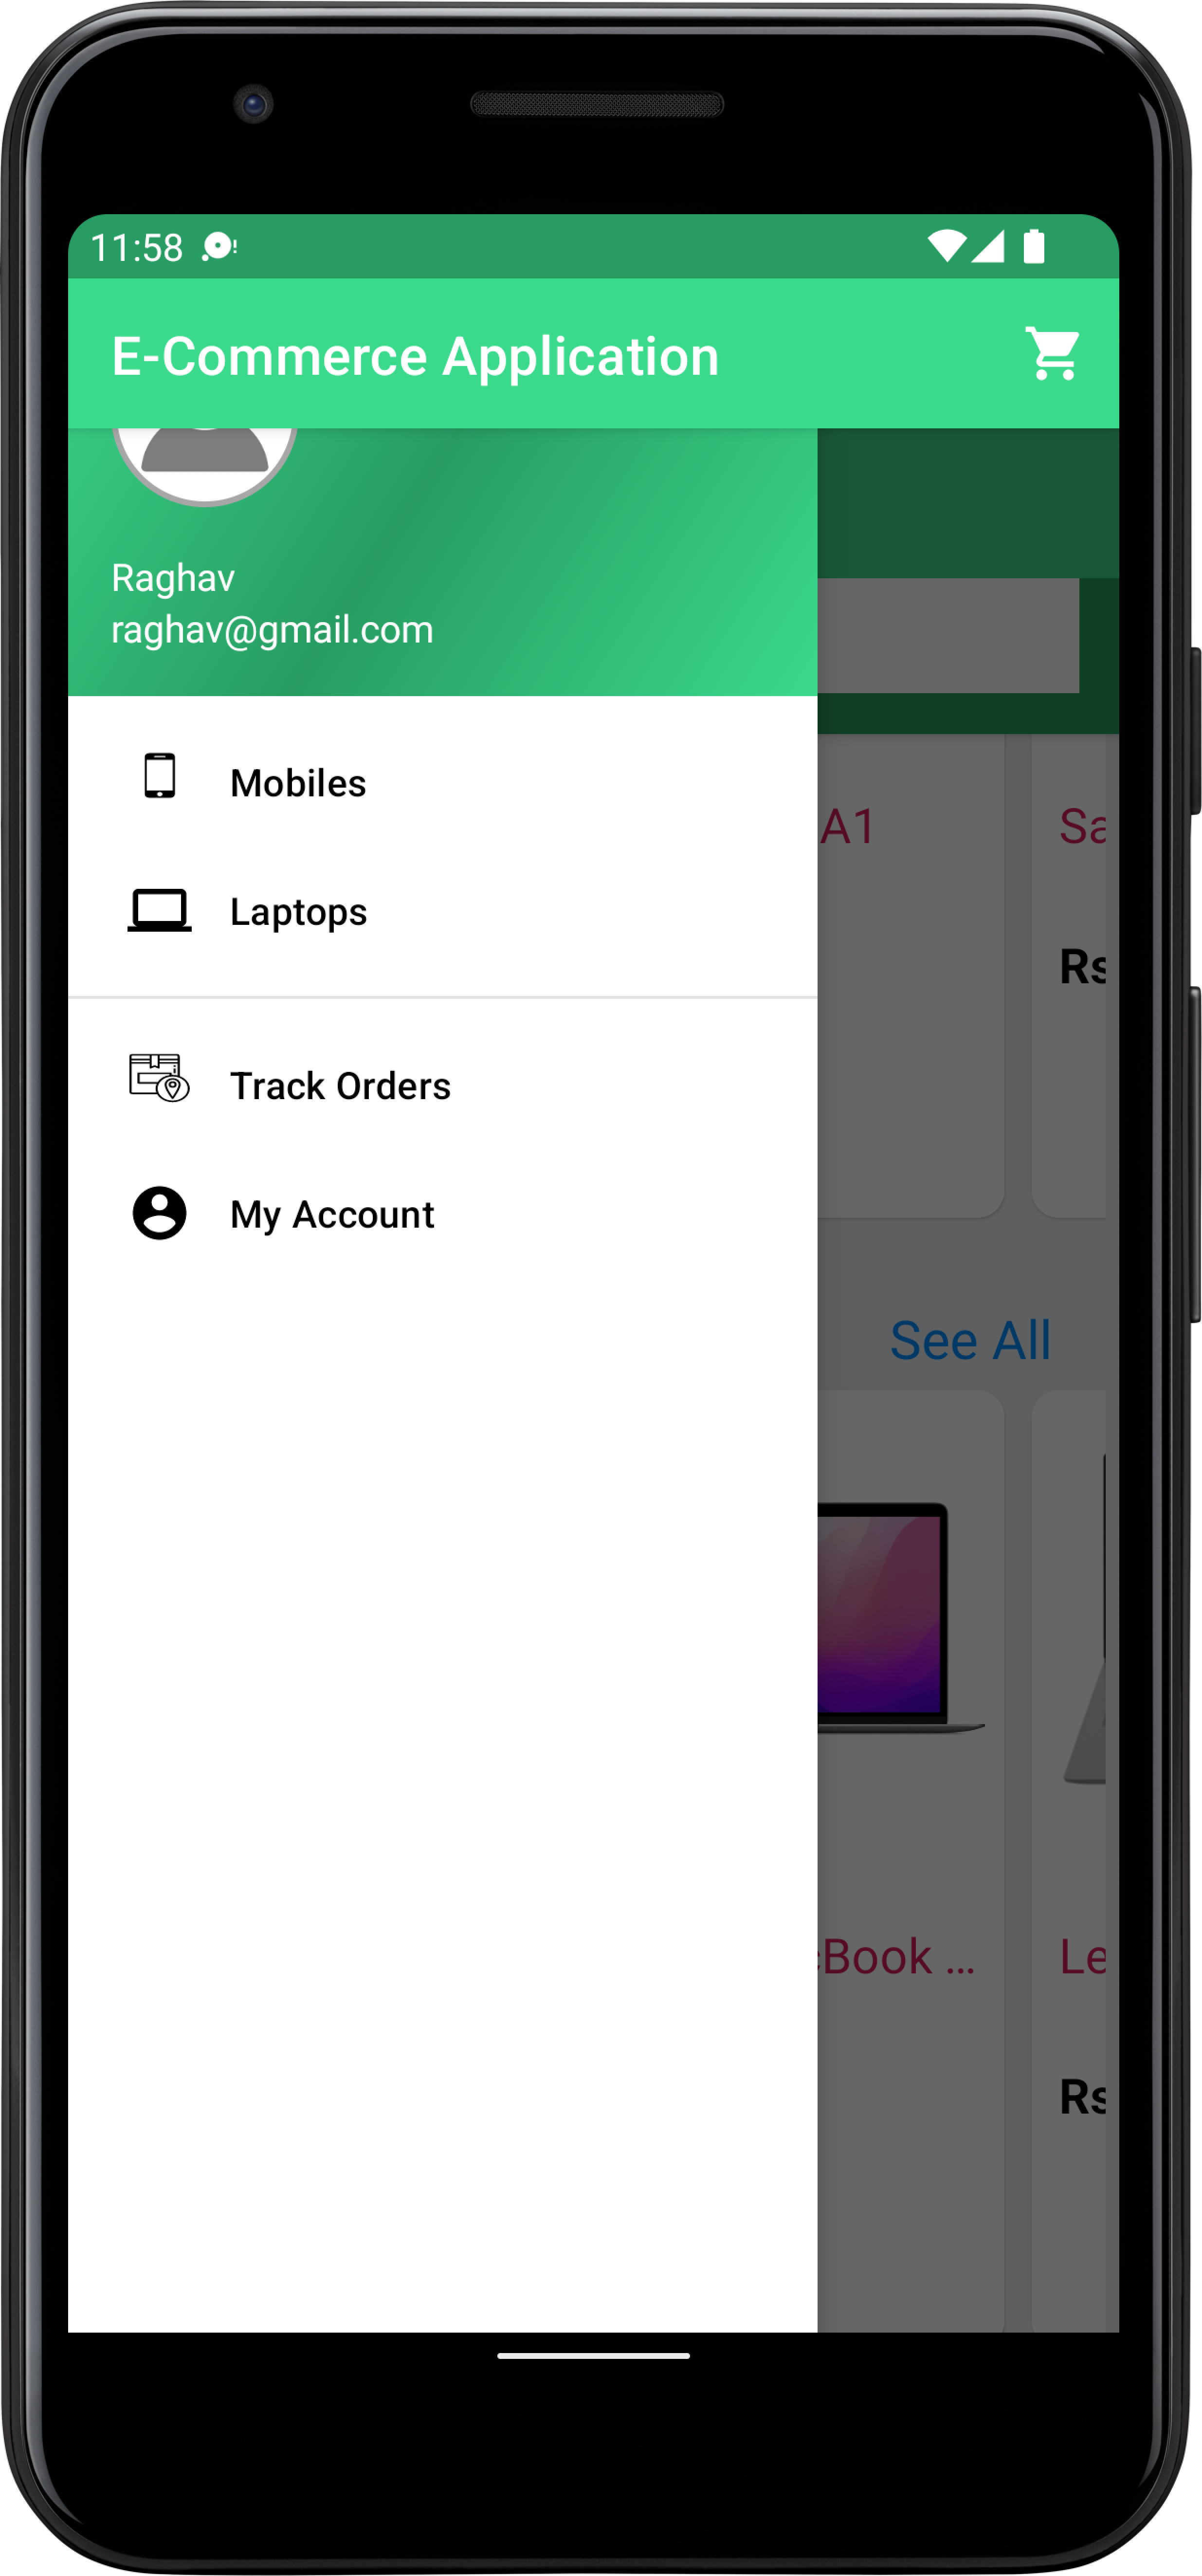 11:58
E-Commerce Application
Raghav
raghav@gmail.com
Mobiles
A1
Sa
Laptops
Rs
Track Orders
My Account
See All
cBook ...
Le
Rs